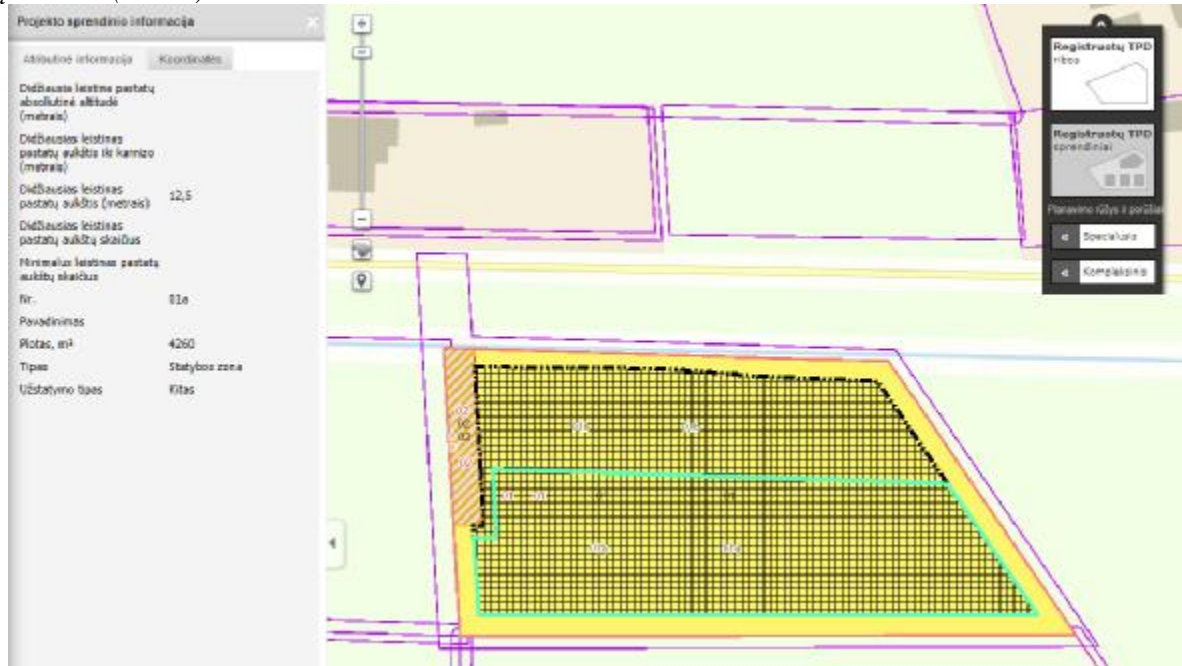 Projekto sprendinio informacija
Atributinė informacija Koordinatės
Didžiausia leistina pastatų
absoliutinė altitudė
(metrais)
Didžiausias leistinas
pastatų aukštis iki karnizo
(metrais)
Didžiausias leistinas
pastatų aukštis (metrais) 12,5
Didžiausias leistinas
pastatų aukštų skaičius
Minimalus leistinas pastatų
aukštų skaičius
Nr. 01a
Pavadinimas
Plotas, m² 4260
Tipas Statybos zona
Užstatymo tipas Kitas
Registruotų TPD
ribos
Registruotų TPD
sprendiniai
Planavimo rūšys ir porūšiai
Specialusis
Kompleksinis